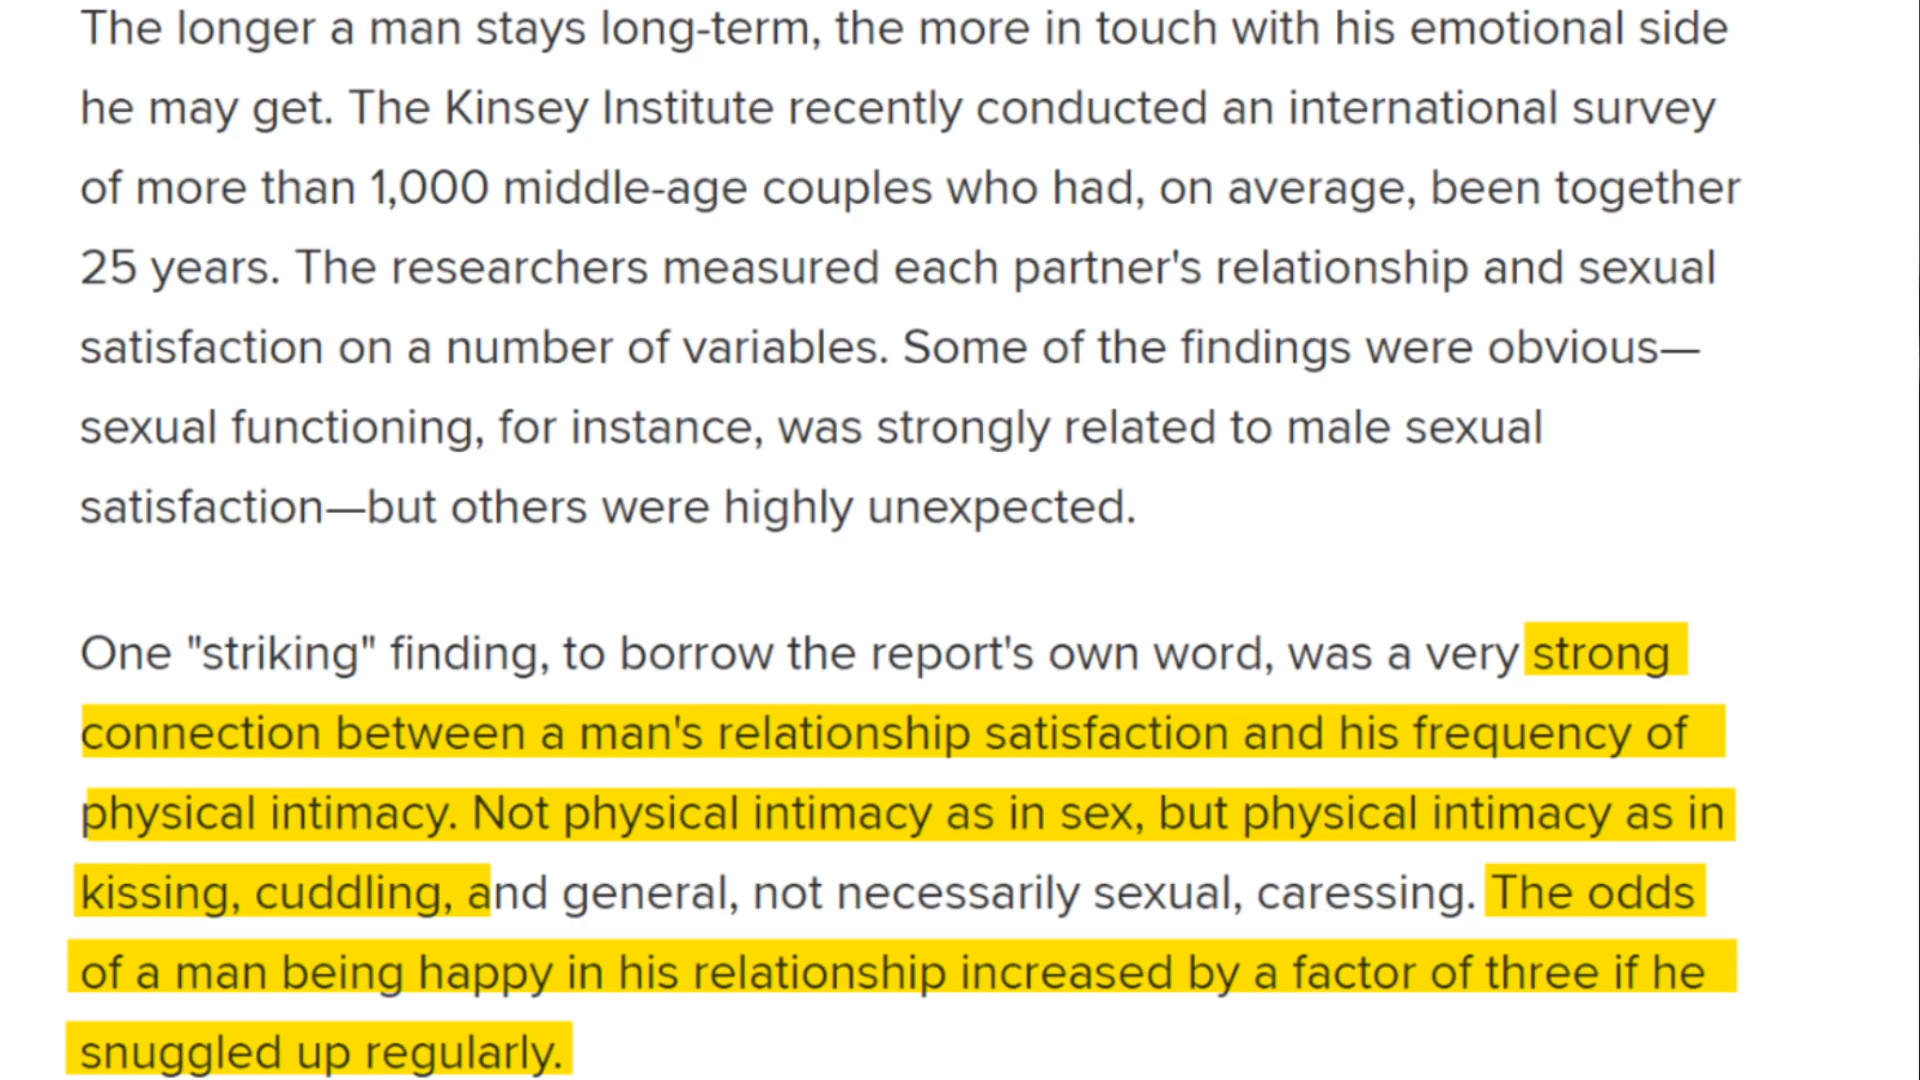 The longer a man stays long-term, the more in touch with his emotional side
he may get. The Kinsey Institute recently conducted an international survey
of more than 1,000 middle-age couples who had, on average, been together
25 years. The researchers measured each partner's relationship and sexual
satisfaction on a number of variables. Some of the findings were obvious—
sexual functioning, for instance, was strongly related to male sexual
satisfaction—but others were highly unexpected.
One "striking" finding, to borrow the report's own word, was a very strong
connection between a man's relationship satisfaction and his frequency of
physical intimacy. Not physical intimacy as in sex, but physical intimacy as in
kissing, cuddling, and general, not necessarily sexual, caressing. The odds
of a man being happy in his relationship increased by a factor of three if he
snuggled up regularly.